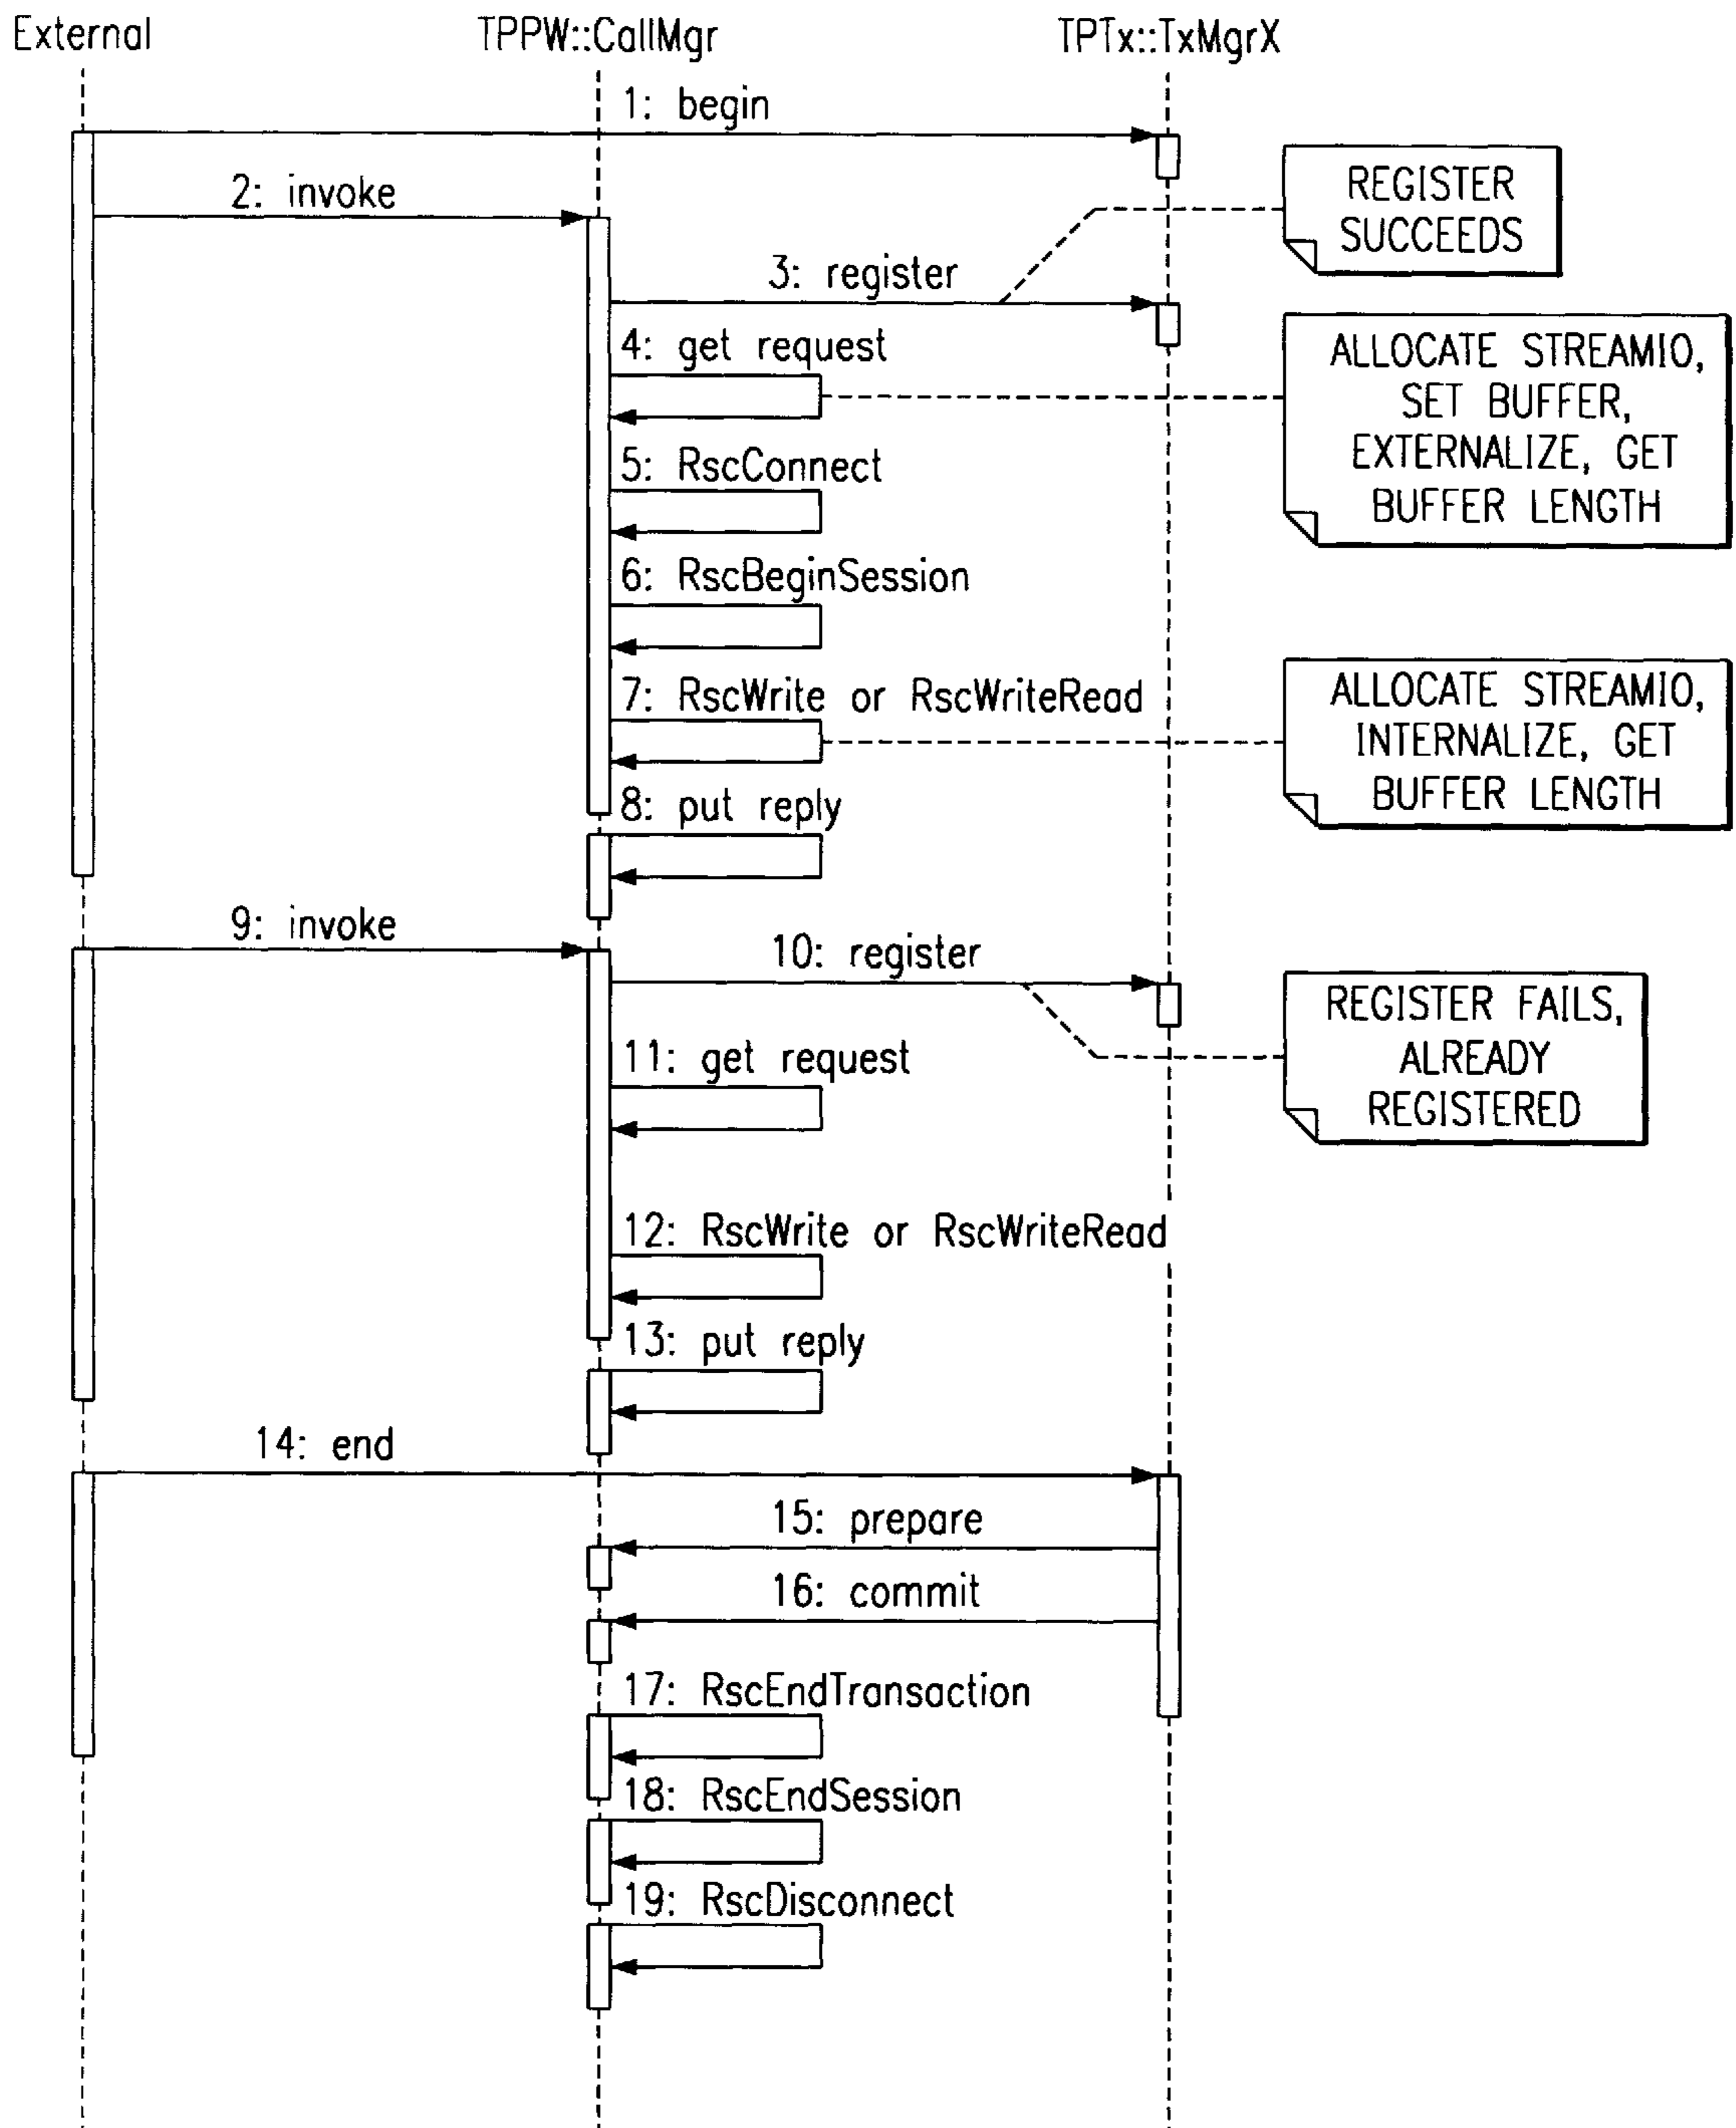 External
TPPW::CallMgr
TPTx::TxMgrX
1: begin
2: invoke
REGISTER
SUCCEEDS
3: register
4: get request
ALLOCATE STREAMIO,
SET BUFFER,
EXTERNALIZE, GET
BUFFER LENGTH
5: RscConnect
6: RscBeginSession
7: RscWrite or RscWriteRead
ALLOCATE STREAMIO,
INTERNALIZE, GET
BUFFER LENGTH
8: put reply
9: invoke
10: register
REGISTER FAILS,
ALREADY
REGISTERED
11: get request
12: RscWrite or RscWriteRead
13: put reply
14: end
15: prepare
16: commit
17: RscEndTransaction
18: RscEndSession
19: RscDisconnect